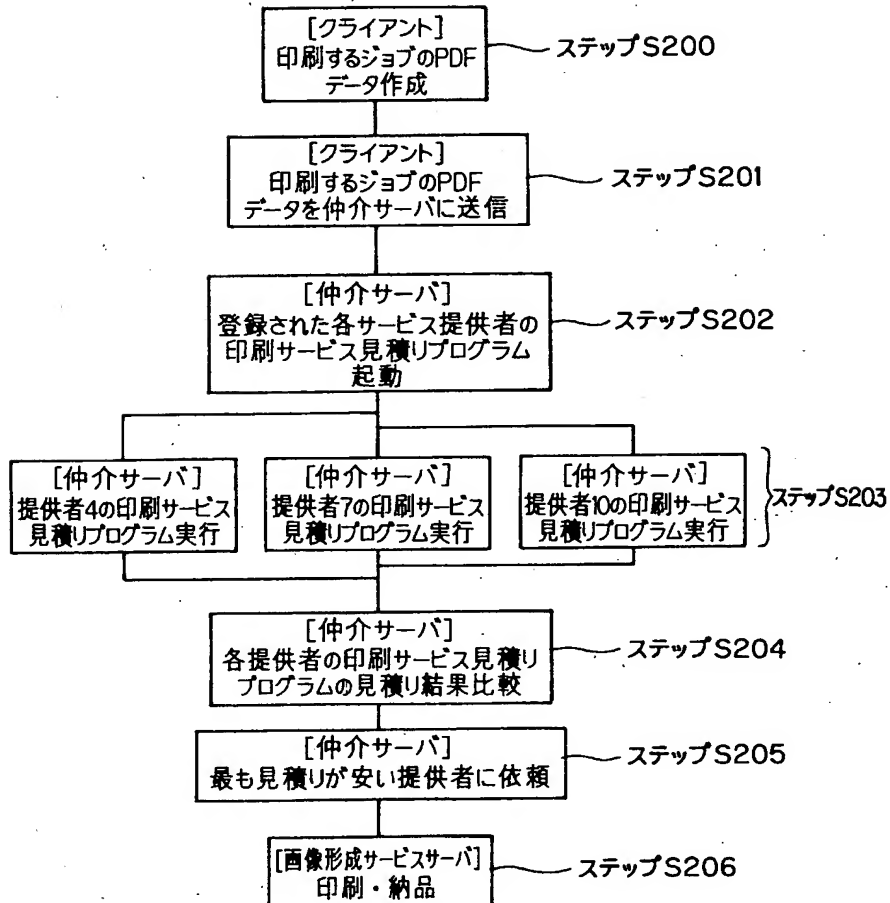 [クライアント]
印刷するジョブのPDF
データ作成
ステップS200
[クライアント]
印刷するジョブのPDF
データを仲介サーバに送信
ステップS201
[仲介サーバ]
登録された各サービス提供者の
印刷サービス見積りプログラム
起動
ステップS202
[仲介サーバ]
提供者4の印刷サービス
見積りプログラム実行
[仲介サーバ]
提供者7の印刷サービス
見積りプログラム実行
[仲介サーバ]
提供者10の印刷サービス
見積りプログラム実行
ステップS203
[仲介サーバ]
各提供者の印刷サービス見積り
プログラムの見積り結果比較
ステップS204
[仲介サーバ]
最も見積りが安い提供者に依頼
ステップS205
[画像形成サービスサーバ]
印刷・納品
ステップS206